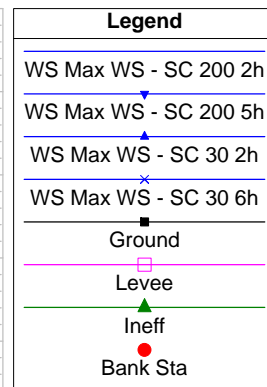 Legend
WS Max WS - SC 200 2h
WS Max WS - SC 200 5h
WS Max WS - SC 30 2h
WS Max WS - SC 30 6h
Ground
Levee
Ineff
Bank Sta